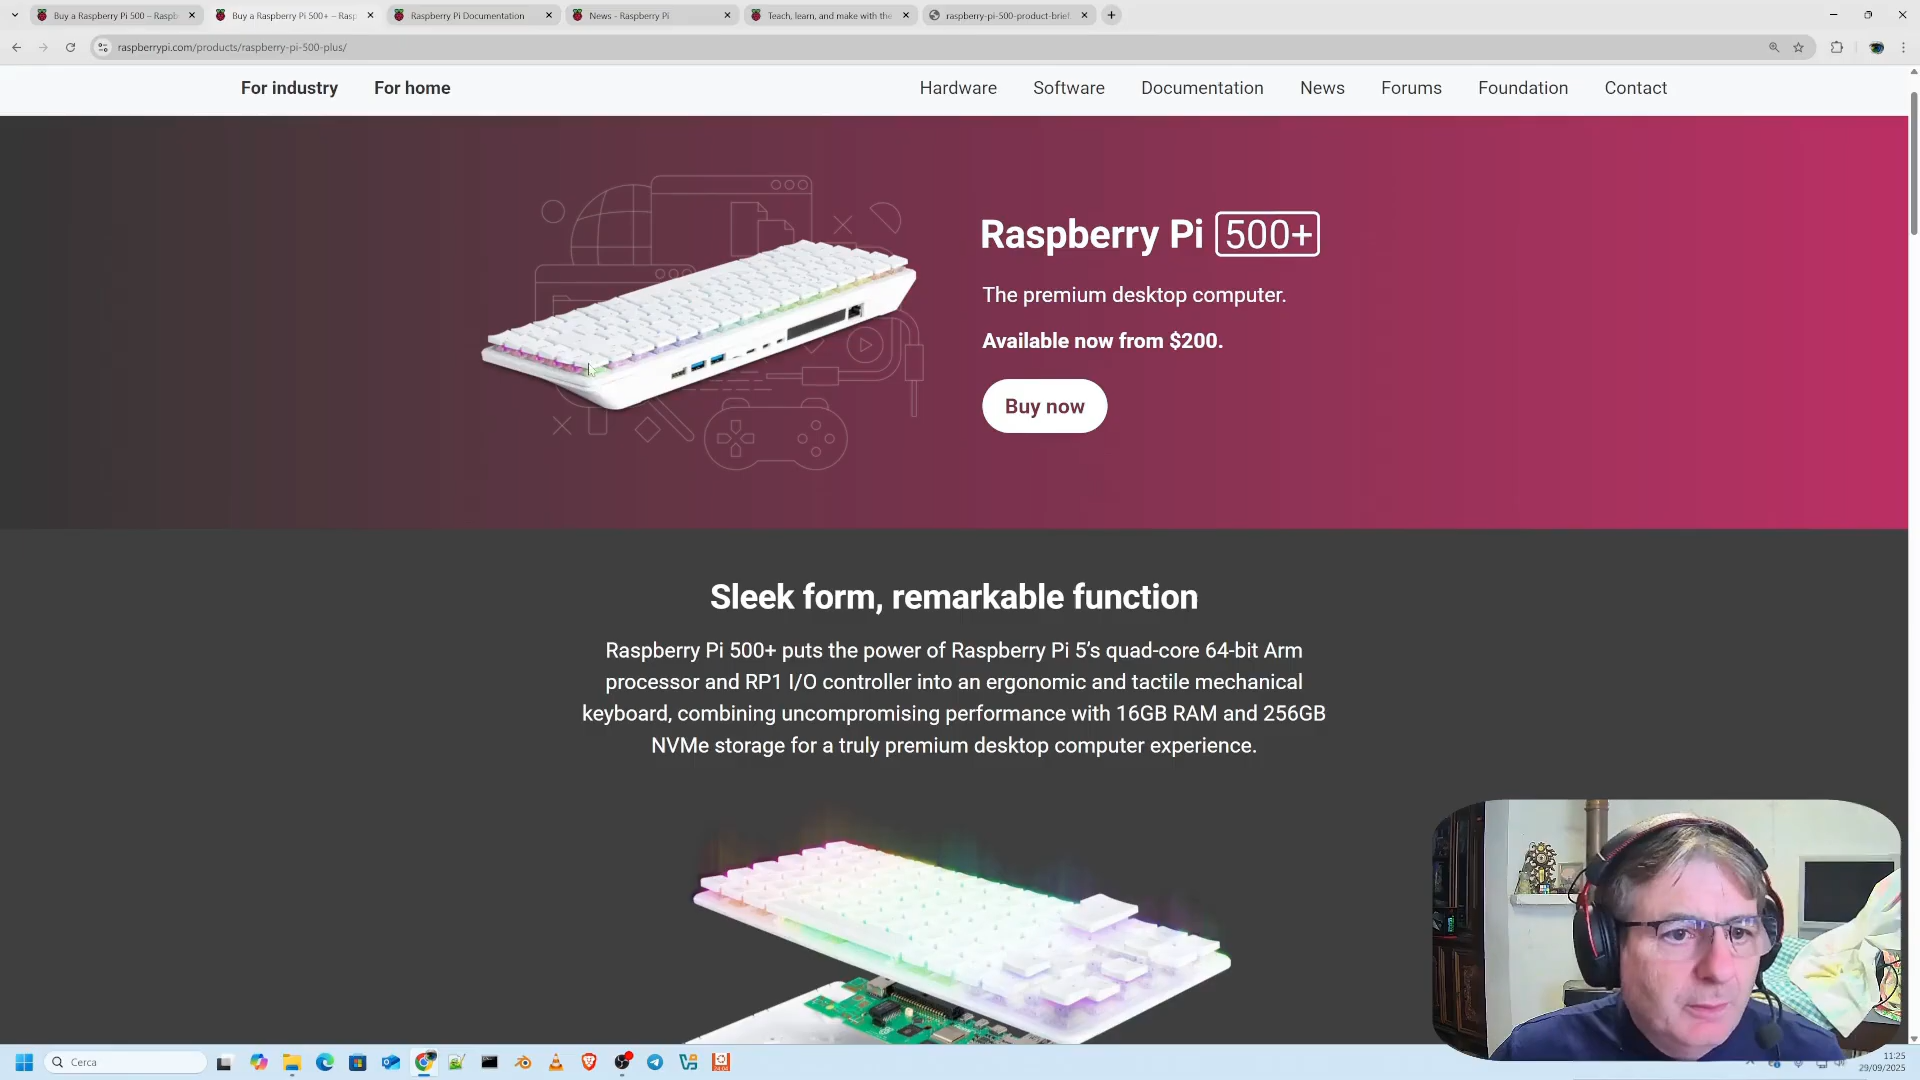 Buy a Raspberry Pi 500 – Raspb
Buy a Raspberry Pi 500+ – Rasp
Raspberry Pi Documentation
News - Raspberry Pi
Teach, learn, and make with the
raspberry-pi-500-product-brief.
raspberrypi.com/products/raspberry-pi-500-plus/
For industry
For home
Hardware
Software
Documentation
News
Forums
Foundation
Contact
Raspberry Pi 500+
The premium desktop computer.
Available now from $200.
Buy now
Sleek form, remarkable function
Raspberry Pi 500+ puts the power of Raspberry Pi 5’s quad-core 64-bit Arm
processor and RP1 I/O controller into an ergonomic and tactile mechanical
keyboard, combining uncompromising performance with 16GB RAM and 256GB
NVMe storage for a truly premium desktop computer experience.
Cerca
11:25
29/09/2025